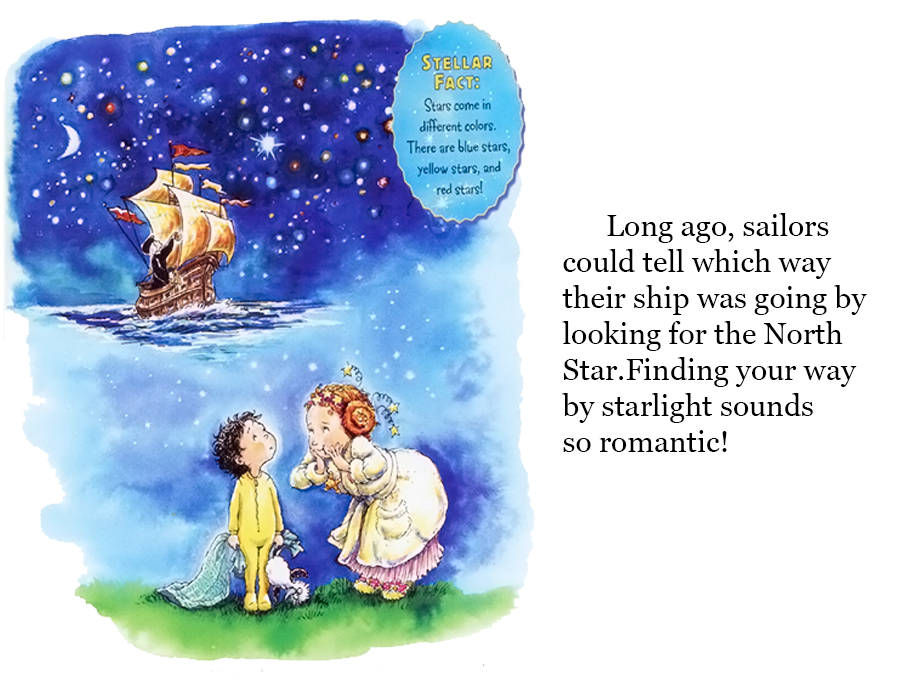 STELLAR
FACT:
Stars come in
different colors.
There are blue stars,
yellow stars, and
red stars!
Long ago, sailors
could tell which way
their ship was going by
looking for the North
Star.Finding your way
by starlight sounds
so romantic!